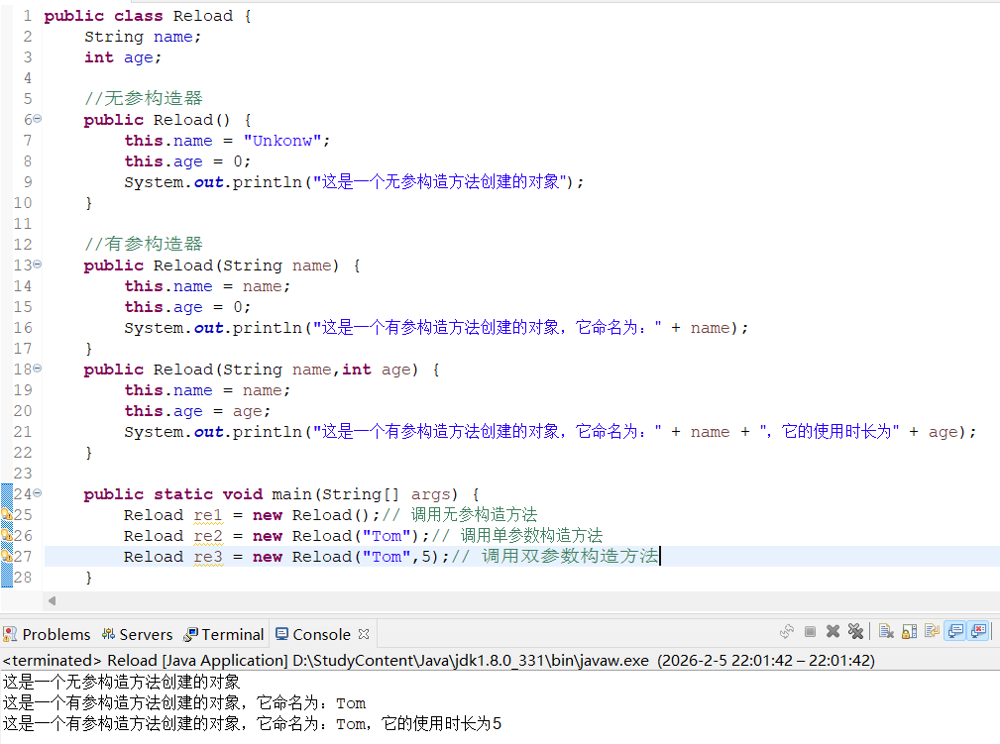 1 public class Reload {
2 String name;
3 int age;
4
5 //无参构造器
6 public Reload() {
7 this.name = "Unkonw";
8 this.age = 0;
9 System.out.println("这是一个无参构造方法创建的对象");
10 }
11
12 //有参构造器
13 public Reload(String name) {
14 this.name = name;
15 this.age = 0;
16 System.out.println("这是一个有参构造方法创建的对象，它命名为：" + name);
17 }
18 public Reload(String name,int age) {
19 this.name = name;
20 this.age = age;
21 System.out.println("这是一个有参构造方法创建的对象，它命名为：" + name + "，它的使用时长为" + age);
22 }
23
24 public static void main(String[] args) {
25 Reload re1 = new Reload();// 调用无参构造方法
26 Reload re2 = new Reload("Tom");// 调用单参数构造方法
27 Reload re3 = new Reload("Tom",5);// 调用双参数构造方法
28 }
Problems Servers Terminal Console
<terminated> Reload [Java Application] D:\StudyContent\Java\jdk1.8.0_331\bin\javaw.exe (2026-2-5 22:01:42 – 22:01:42)
这是一个无参构造方法创建的对象
这是一个有参构造方法创建的对象，它命名为：Tom
这是一个有参构造方法创建的对象，它命名为：Tom，它的使用时长为5